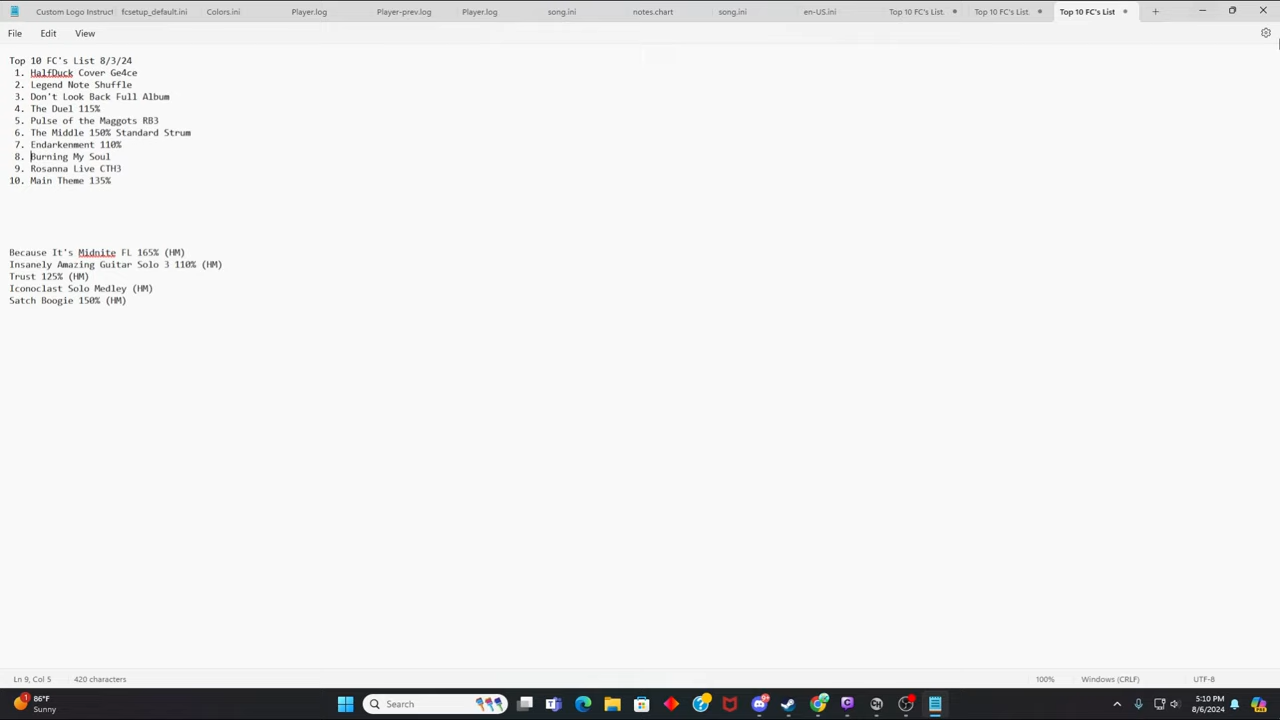 Custom Logo Instruct fcsetup_default.ini Colors.ini Player.log Player-prev.log Player.log song.ini notes.chart song.ini en-US.ini Top 10 FC's List. Top 10 FC's List. Top 10 FC's List
File Edit View
Top 10 FC's List 8/3/24
1. HalfDuck Cover Ge4ce
2. Legend Note Shuffle
3. Don't Look Back Full Album
4. The Duel 115%
5. Pulse of the Maggots RB3
6. The Middle 150% Standard Strum
7. Endarkenment 110%
8. Burning My Soul
9. Rosanna Live CTH3
10. Main Theme 135%
Because It's Midnite FL 165% (HM)
Insanely Amazing Guitar Solo 3 110% (HM)
Trust 125% (HM)
Iconoclast Solo Medley (HM)
Satch Boogie 150% (HM)
Ln 9, Col 5 420 characters 100% Windows (CRLF) UTF-8
86°F
Sunny
Search
5:10 PM
8/6/2024